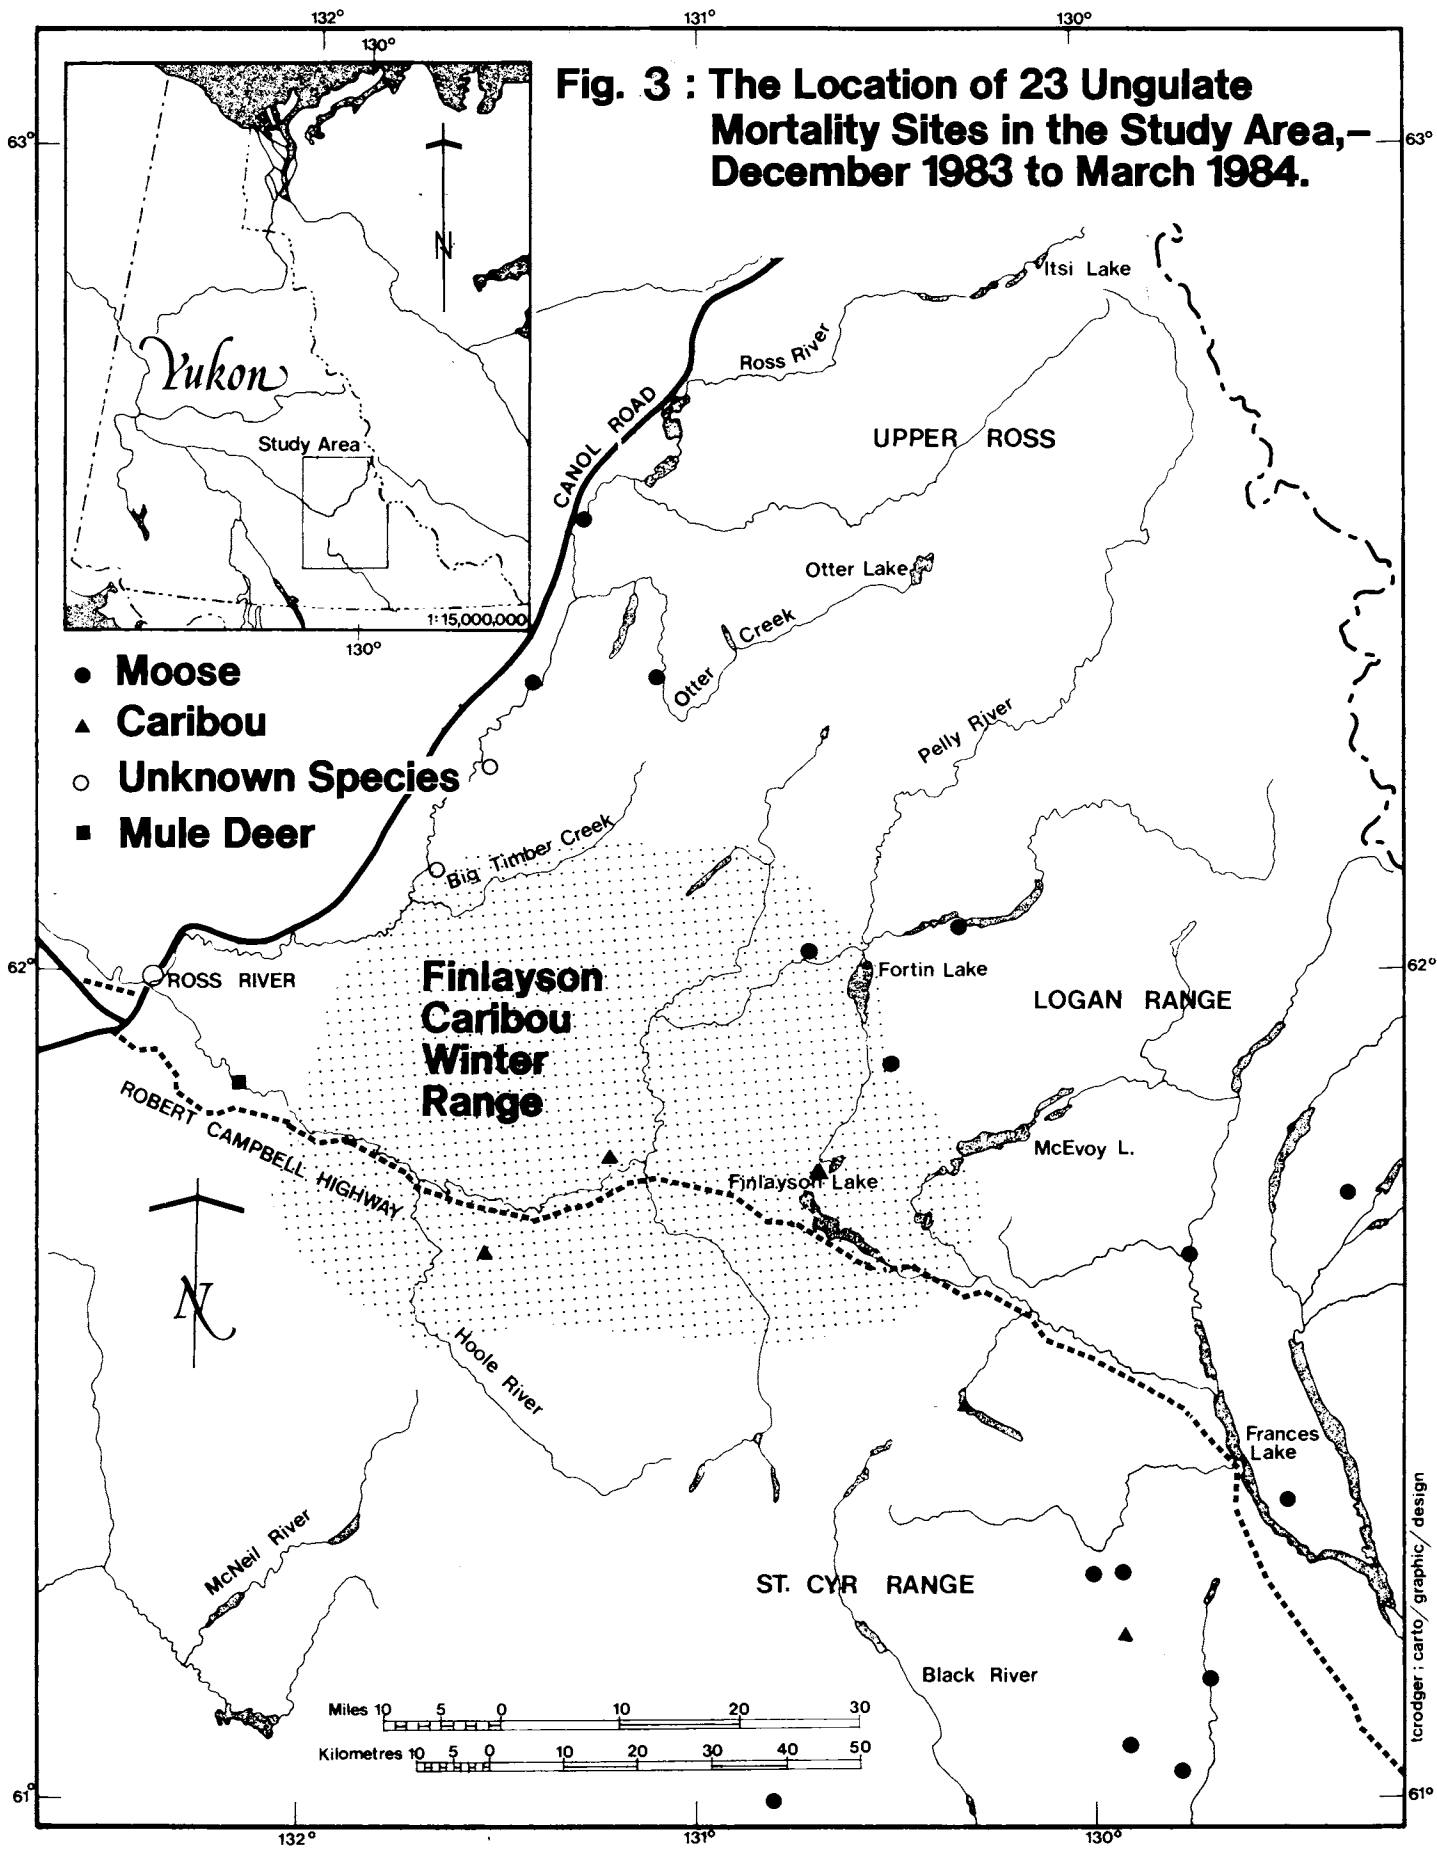 132°
131°
130°
130°
Fig. 3 : The Location of 23 Ungulate
Mortality Sites in the Study Area,–
December 1983 to March 1984.
63°
63°
N
Itsi Lake
Ross River
Yukon
CANOL ROAD
UPPER ROSS
Study Area
Otter Lake
1:15,000,000
Creek
130°
Otter
Moose
Caribou
Unknown Species
Mule Deer
Pelly River
Big Timber Creek
62°
62°
ROSS RIVER
Finlayson
Caribou
Winter
Range
Fortin Lake
LOGAN RANGE
ROBERT CAMPBELL HIGHWAY
McEvoy L.
Finlayson Lake
N
Hoole River
Frances
Lake
McNeil River
ST. CYR RANGE
Black River
Miles 10 5 0 10 20 30
Kilometres 10 5 0 10 20 30 40 50
tcrodger ; carto/ graphic/ design
61°
61°
132°
131°
130°